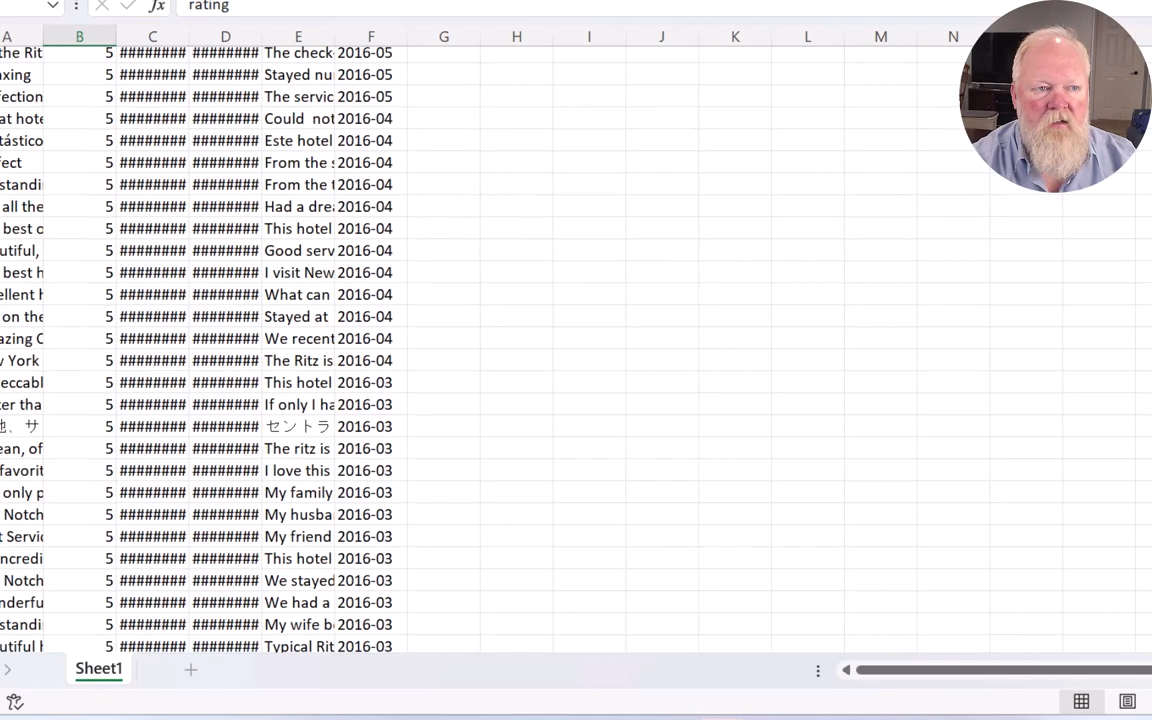 rating
A B C D E F G H I J K L M N
the Rit 5 ######## ######## The check 2016-05
axing 5 ######## ######## Stayed nu 2016-05
fection 5 ######## ######## The servic 2016-05
at hote 5 ######## ######## Could not 2016-04
tástico 5 ######## ######## Este hotel 2016-04
fect 5 ######## ######## From the s 2016-04
standi 5 ######## ######## From the t 2016-04
all the 5 ######## ######## Had a drea 2016-04
best o 5 ######## ######## This hotel 2016-04
utiful, 5 ######## ######## Good serv 2016-04
best h 5 ######## ######## I visit New 2016-04
ellent h 5 ######## ######## What can 2016-04
on the 5 ######## ######## Stayed at 2016-04
azing C 5 ######## ######## We recent 2016-04
w York 5 ######## ######## The Ritz is 2016-04
eccabl 5 ######## ######## This hotel 2016-03
ter tha 5 ######## ######## If only I ha 2016-03
地、サ 5 ######## ######## セントラ 2016-03
ean, of 5 ######## ######## The ritz is 2016-03
favorit 5 ######## ######## I love this 2016-03
only p 5 ######## ######## My family 2016-03
Notch 5 ######## ######## My husba 2016-03
t Servic 5 ######## ######## My friend 2016-03
ncredi 5 ######## ######## This hotel 2016-03
Notch 5 ######## ######## We stayed 2016-03
nderfu 5 ######## ######## We had a 2016-03
standi 5 ######## ######## My wife b 2016-03
utiful h 5 ######## ######## Typical Rit 2016-03
Sheet1